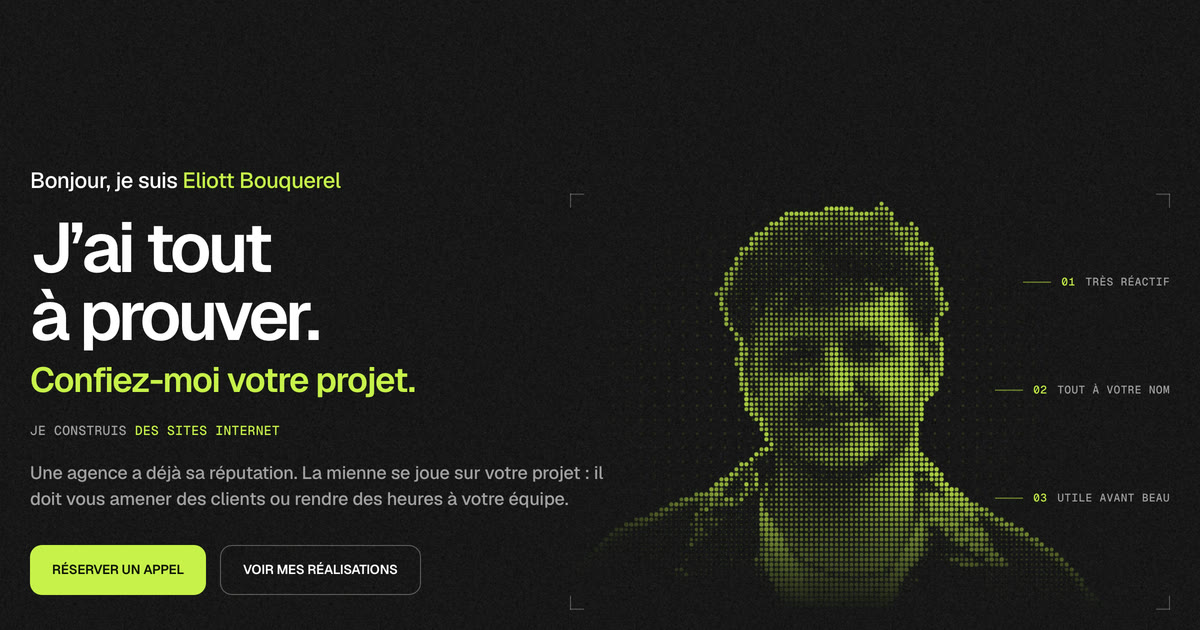 Bonjour, je suis Eliott Bouquerel
J’ai tout
à prouver.
Confiez-moi votre projet.
JE CONSTRUIS DES SITES INTERNET
Une agence a déjà sa réputation. La mienne se joue sur votre projet : il
doit vous amener des clients ou rendre des heures à votre équipe.
RÉSERVER UN APPEL
VOIR MES RÉALISATIONS
01 TRÈS RÉACTIF
02 TOUT À VOTRE NOM
03 UTILE AVANT BEAU